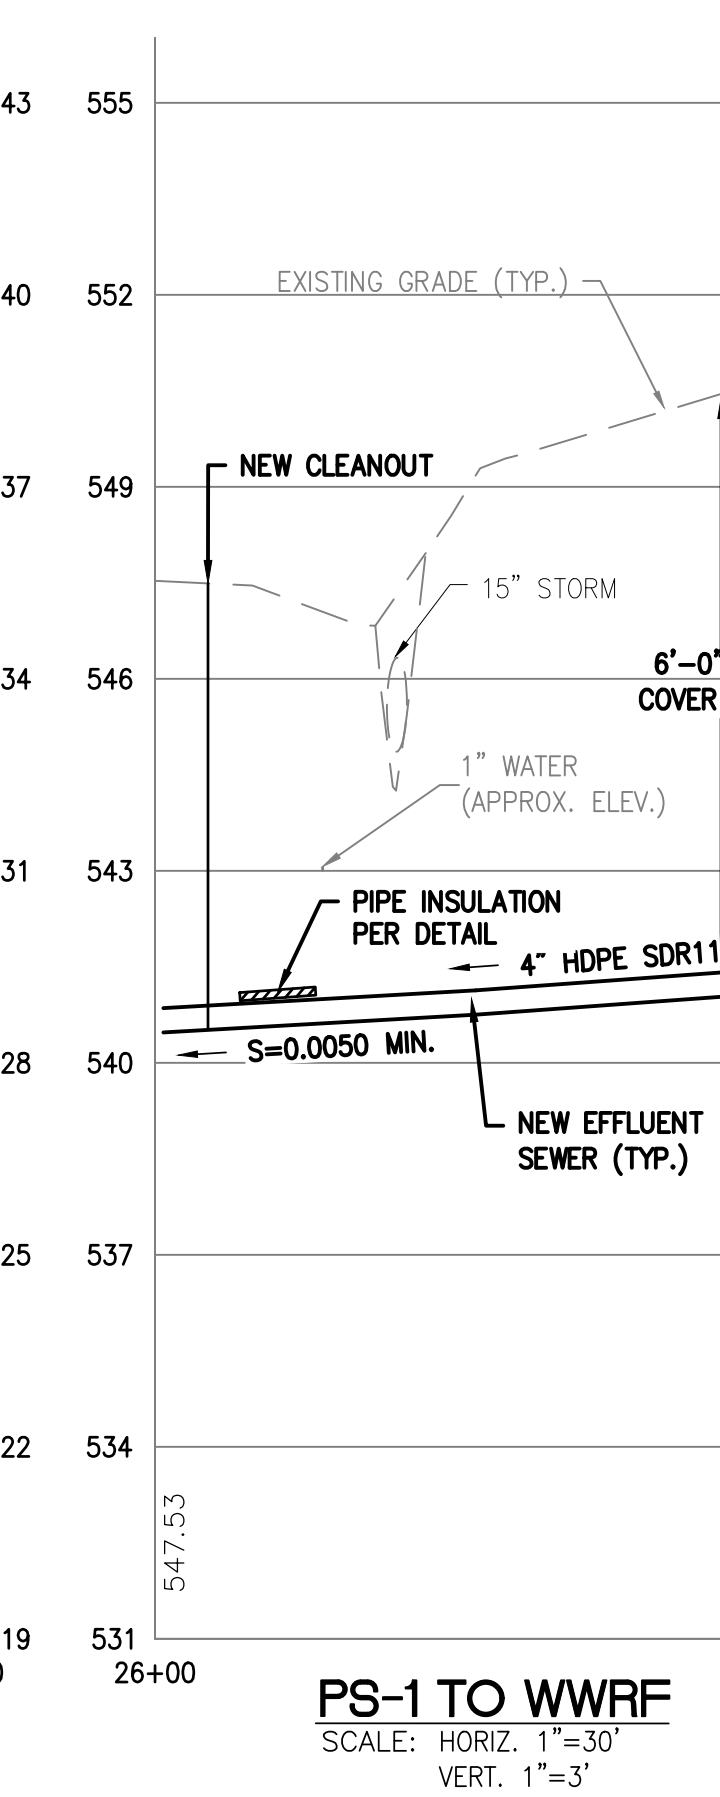 43 555
EXISTING GRADE (TYP.)
40 552
NEW CLEANOUT
37 549
15" STORM
6'-0"
COVER
34 546
1" WATER
(APPROX. ELEV.)
31 543
PIPE INSULATION
PER DETAIL
4" HDPE SDR11
S=0.0050 MIN.
28 540
NEW EFFLUENT
SEWER (TYP.)
25 537
22 534
547.53
19 531
0 26+00
PS-1 TO WWRF
SCALE: HORIZ. 1"=30'
VERT. 1"=3'